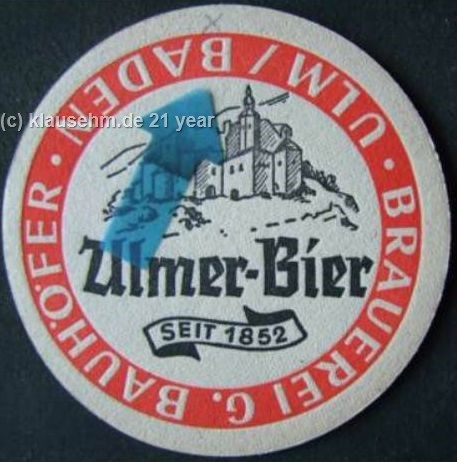 BRAUEREI G. BAUHÖFER · ULM / BADEN ·
(c) klausehm.de 21 year
Ulmer-Bier
SEIT 1852